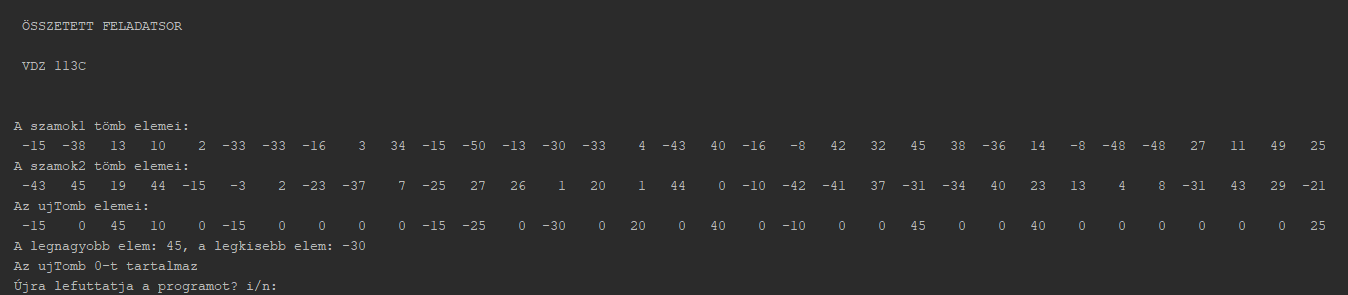 ÖSSZETETT FELADATSOR
VDZ 113C
A szamok1 tömb elemei:
-15 -38 13 10 2 -33 -33 -16 3 34 -15 -50 -13 -30 -33 4 -43 40 -16 -8 42 32 45 38 -36 14 -8 -48 -48 27 11 49 25
A szamok2 tömb elemei:
-43 45 19 44 -15 -3 2 -23 -37 7 -25 27 26 1 20 1 44 0 -10 -42 -41 37 -31 -34 40 23 13 4 8 -31 43 29 -21
Az ujTomb elemei:
-15 0 45 10 0 -15 0 0 0 0 -15 -25 0 -30 0 20 0 40 0 -10 0 0 45 0 0 40 0 0 0 0 0 0 25
A legnagyobb elem: 45, a legkisebb elem: -30
Az ujTomb 0-t tartalmaz
Újra lefuttatja a programot? i/n: